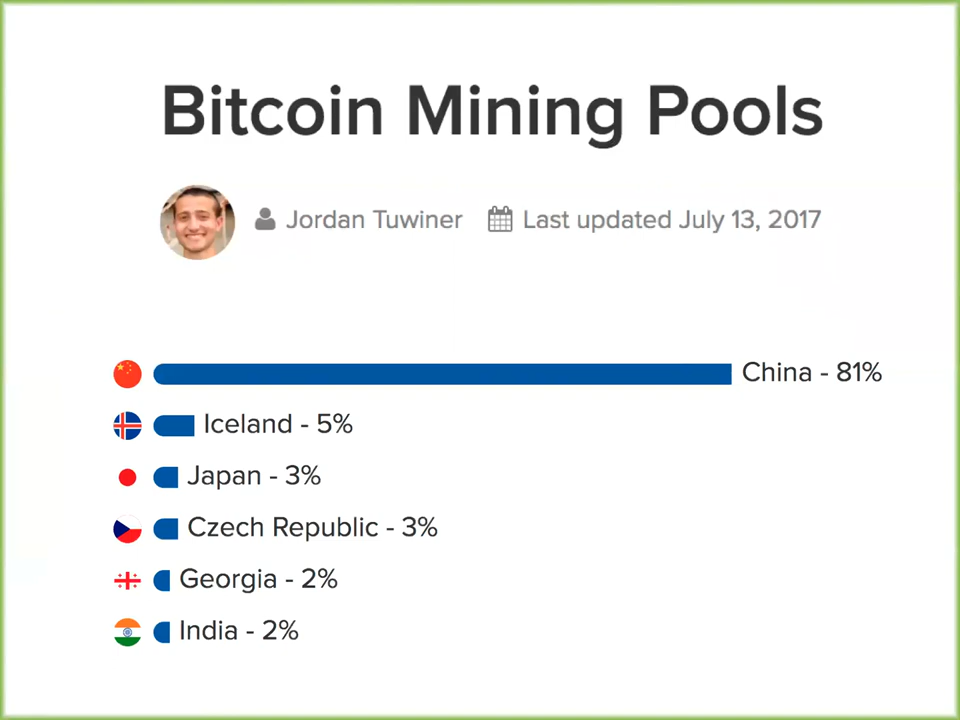 Bitcoin Mining Pools
Jordan Tuwiner Last updated July 13, 2017
China - 81%
Iceland - 5%
Japan - 3%
Czech Republic - 3%
Georgia - 2%
India - 2%